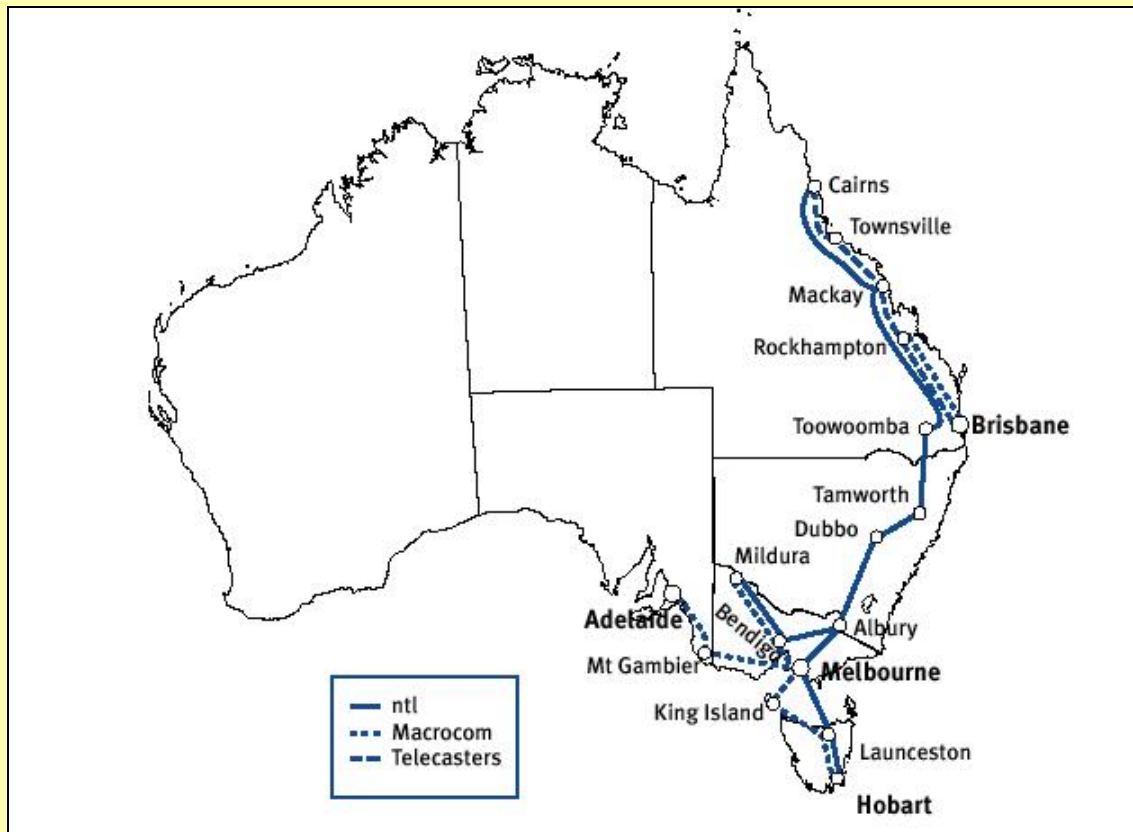 Cairns
Townsville
Mackay
Rockhampton
Toowoomba
Brisbane
Tamworth
Dubbo
Mildura
Adelaide
Bendigo
Albury
Mt Gambier
Melbourne
King Island
ntl
Macrocom
Telecasters
Launceston
Hobart